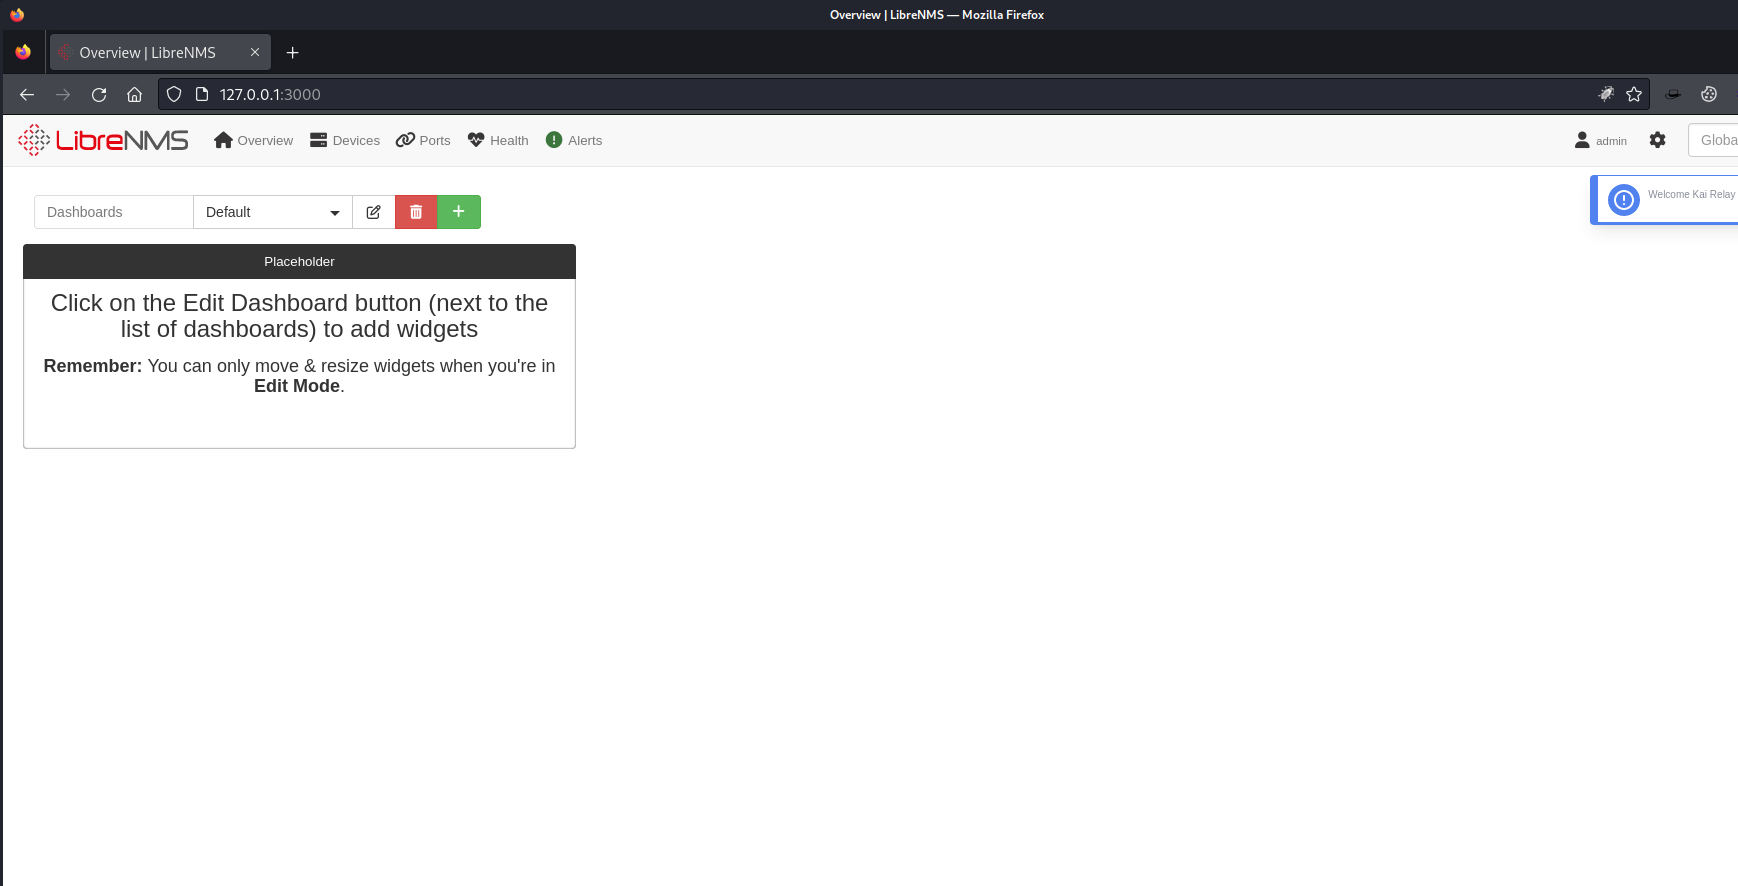 Overview | LibreNMS — Mozilla Firefox
Overview | LibreNMS
127.0.0.1:3000
LibreNMS Overview Devices Ports Health Alerts admin Globa
Welcome Kai Relay
Dashboards Default
Placeholder
Click on the Edit Dashboard button (next to the
list of dashboards) to add widgets
Remember: You can only move & resize widgets when you're in
Edit Mode.